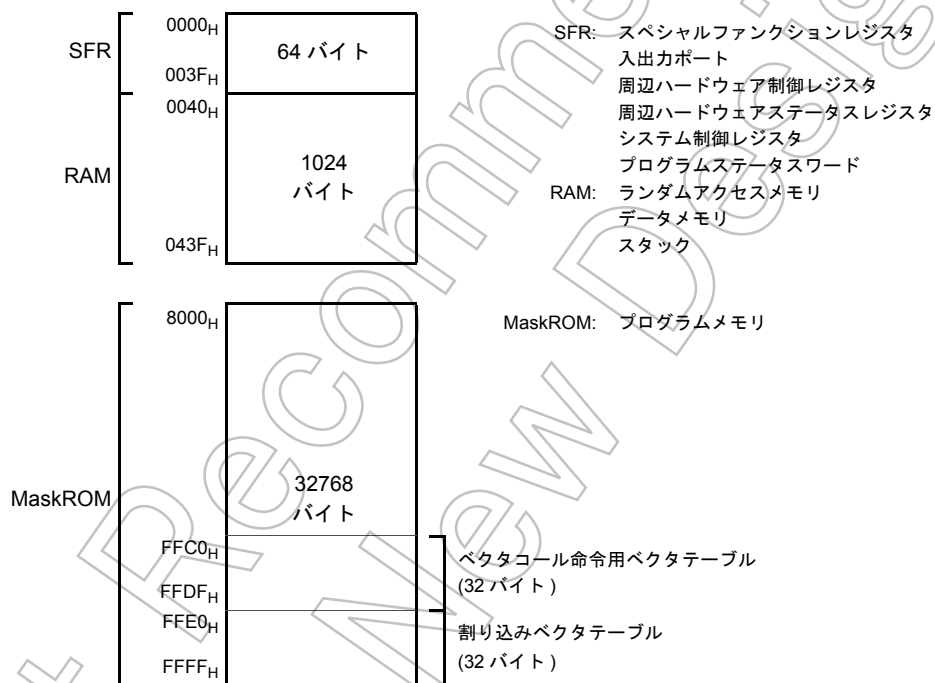 SFR
0000H
64 バイト
003FH
RAM
0040H
1024
バイト
043FH
SFR: スペシャルファンクションレジスタ
入出力ポート
周辺ハードウェア制御レジスタ
周辺ハードウェアステータスレジスタ
システム制御レジスタ
プログラムステータスワード
RAM: ランダムアクセスメモリ
データメモリ
スタック
MaskROM
8000H
32768
バイト
MaskROM: プログラムメモリ
FFC0H
FFDFH
ベクタコール命令用ベクタテーブル
(32 バイト )
FFE0H
FFFFH
割り込みベクタテーブル
(32 バイト )
Recomme
New Desig